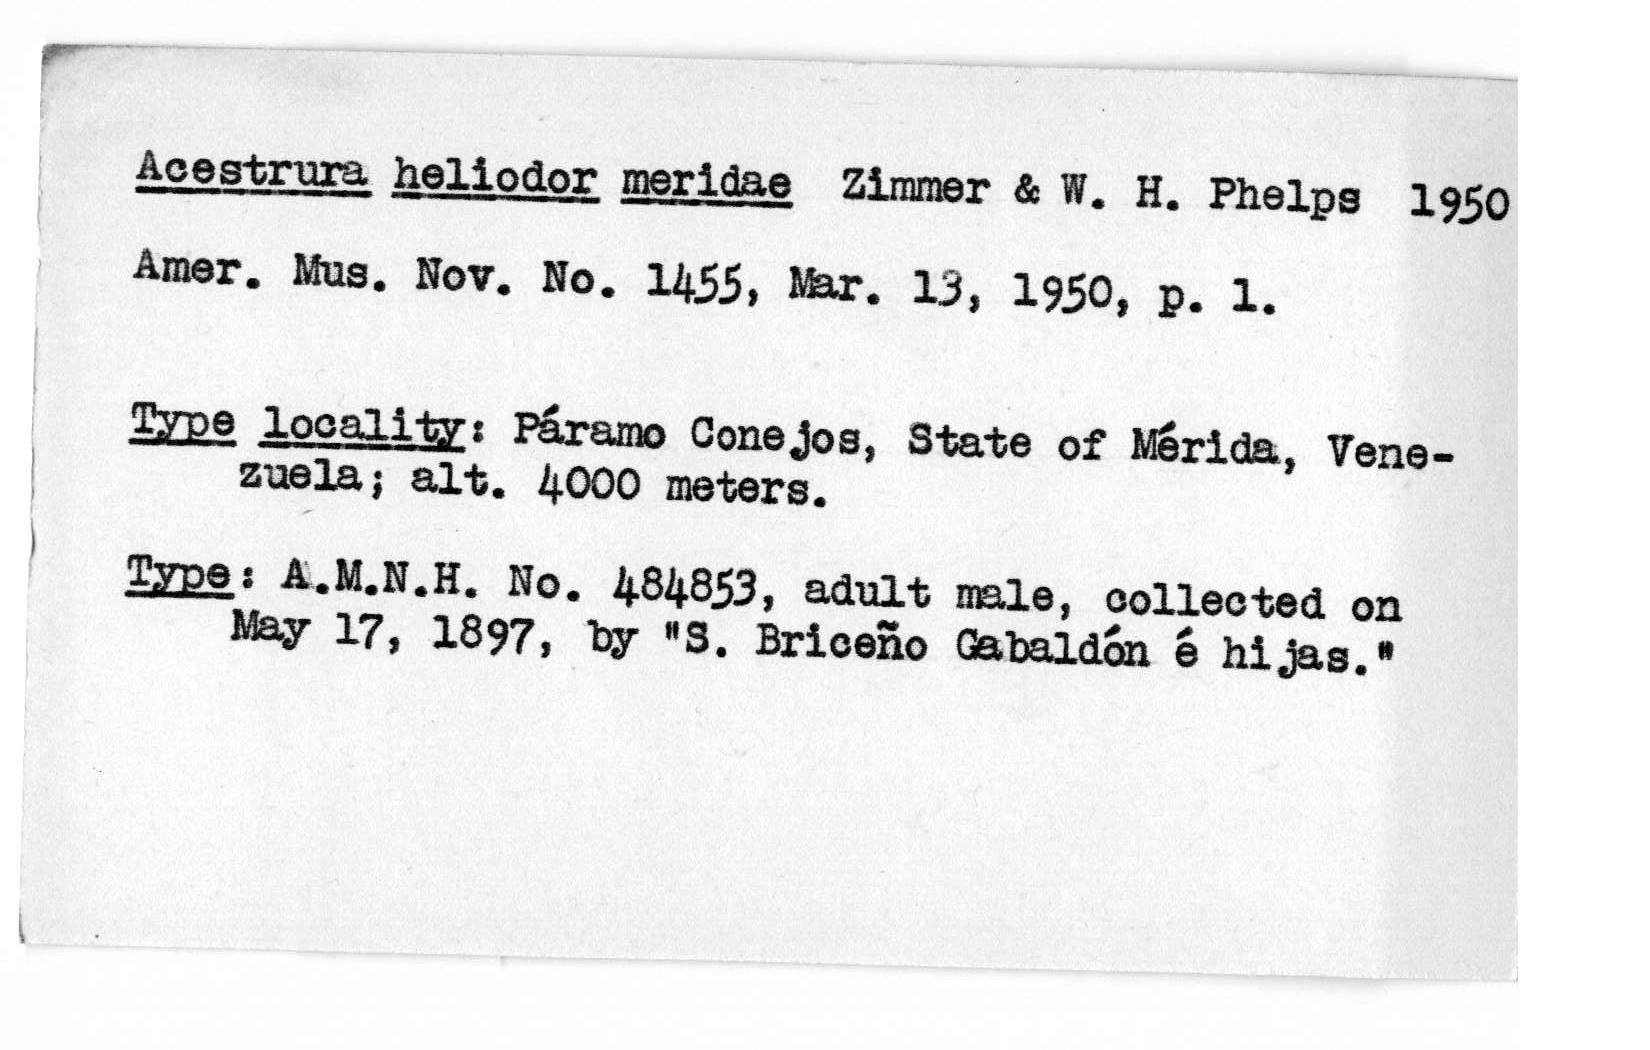 Acestrura heliodor meridae Zimmer & W. H. Phelps 1950
Amer. Mus. Nov. No. 1455, Mar. 13, 1950, p. 1.
Type locality: Páramo Conejos, State of Mérida, Vene-
zuela; alt. 4000 meters.
Type: A.M.N.H. No. 484853, adult male, collected on
May 17, 1897, by "S. Briceño Gabaldón é hijas."